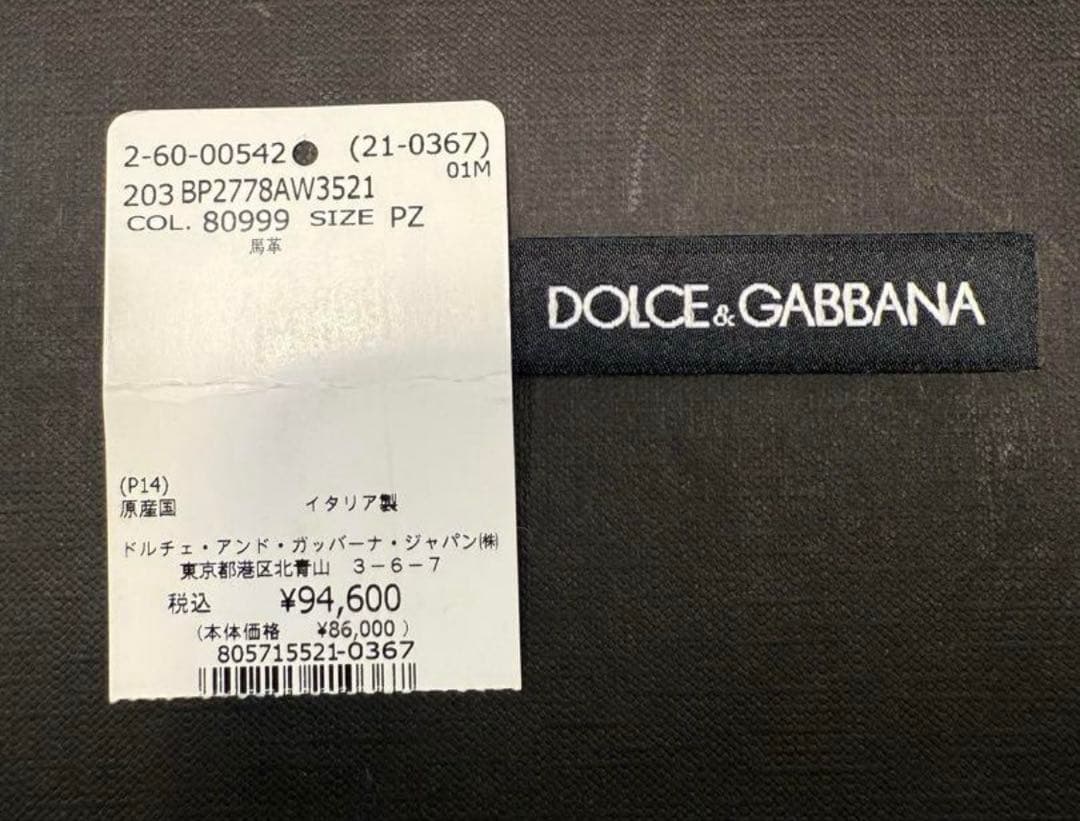 2-60-00542 (21-0367)
01M
203 BP2778AW3521
COL. 80999 SIZE PZ
馬革
DOLCE&GABBANA
(P14)
原産国 イタリア製
ドルチェ・アンド・ガッバーナ・ジャパン㈱
東京都港区北青山 3-6-7
税込 ¥94,600
(本体価格 ¥86,000)
805715521-0367